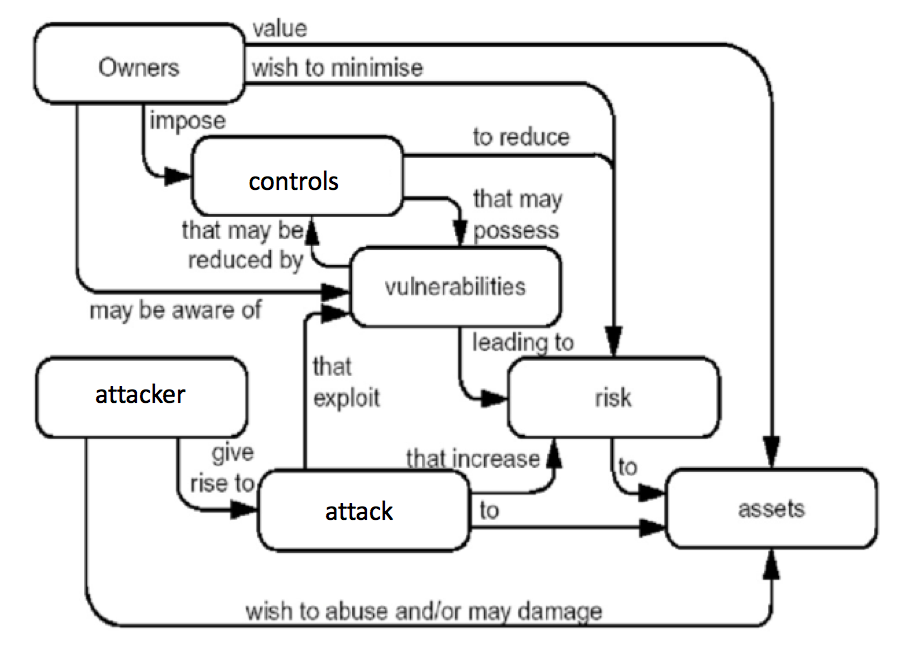 value
Owners
wish to minimise
impose
to reduce
controls
that may
possess
that may be
reduced by
vulnerabilities
may be aware of
leading to
that
exploit
attacker
risk
give
rise to
that increase
to
attack
to
assets
wish to abuse and/or may damage